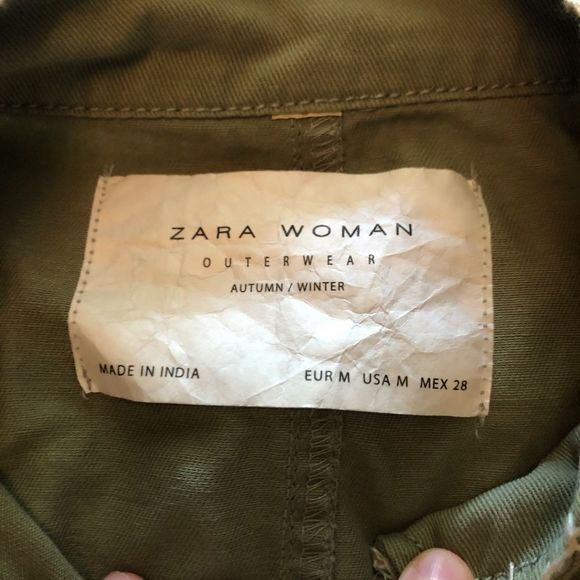 ZARA WOMAN
OUTERWEAR
AUTUMN / WINTER
MADE IN INDIA EUR M USA M MEX 28